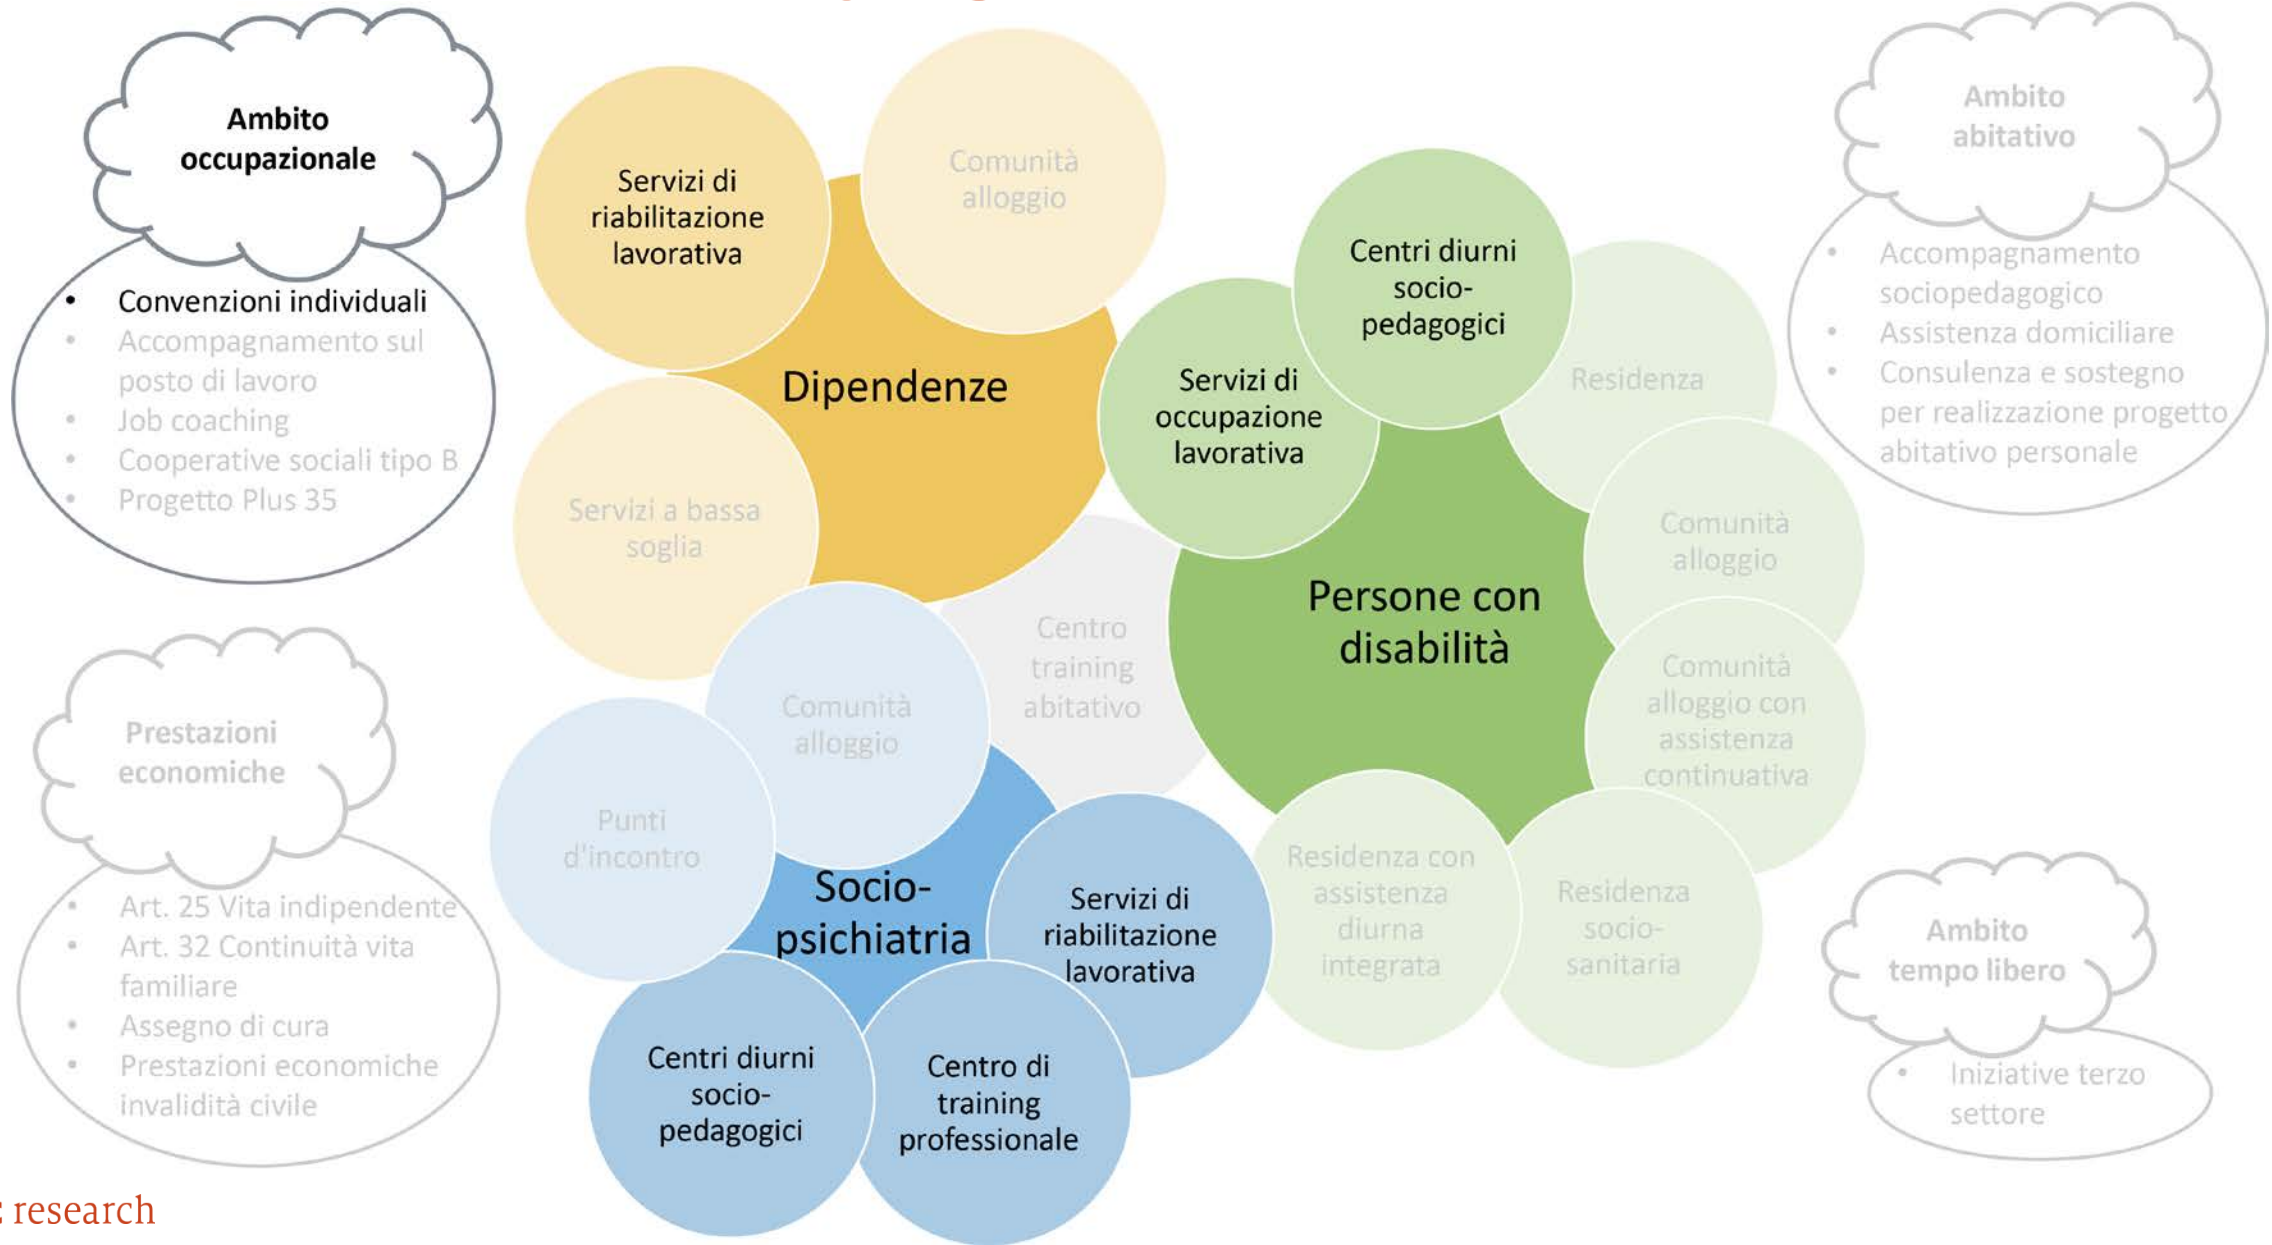 Ambito
occupazionale
• Convenzioni individuali
• Accompagnamento sul
posto di lavoro
• Job coaching
• Cooperative sociali tipo B
• Progetto Plus 35
Prestazioni
economiche
• Art. 25 Vita indipendente
• Art. 32 Continuità vita
familiare
• Assegno di cura
• Prestazioni economiche
invalidità civile
Servizi di
riabilitazione
lavorativa
Comunità
alloggio
Dipendenze
Servizi a bassa
soglia
Centro
training
abitativo
Comunità
alloggio
Punti
d'incontro
Socio-
psichiatria
Servizi di
riabilitazione
lavorativa
Centri diurni
socio-
pedagogici
Centro di
training
professionale
Centri diurni
socio-
pedagogici
Servizi di
occupazione
lavorativa
Residenza
Persone con
disabilità
Comunità
alloggio
Comunità
alloggio con
assistenza
continuativa
Residenza con
assistenza
diurna
integrata
Residenza
socio-
sanitaria
Ambito
abitativo
• Accompagnamento
sociopedagogico
• Assistenza domiciliare
• Consulenza e sostegno
per realizzazione progetto
abitativo personale
Ambito
tempo libero
• Iniziative terzo
settore
research